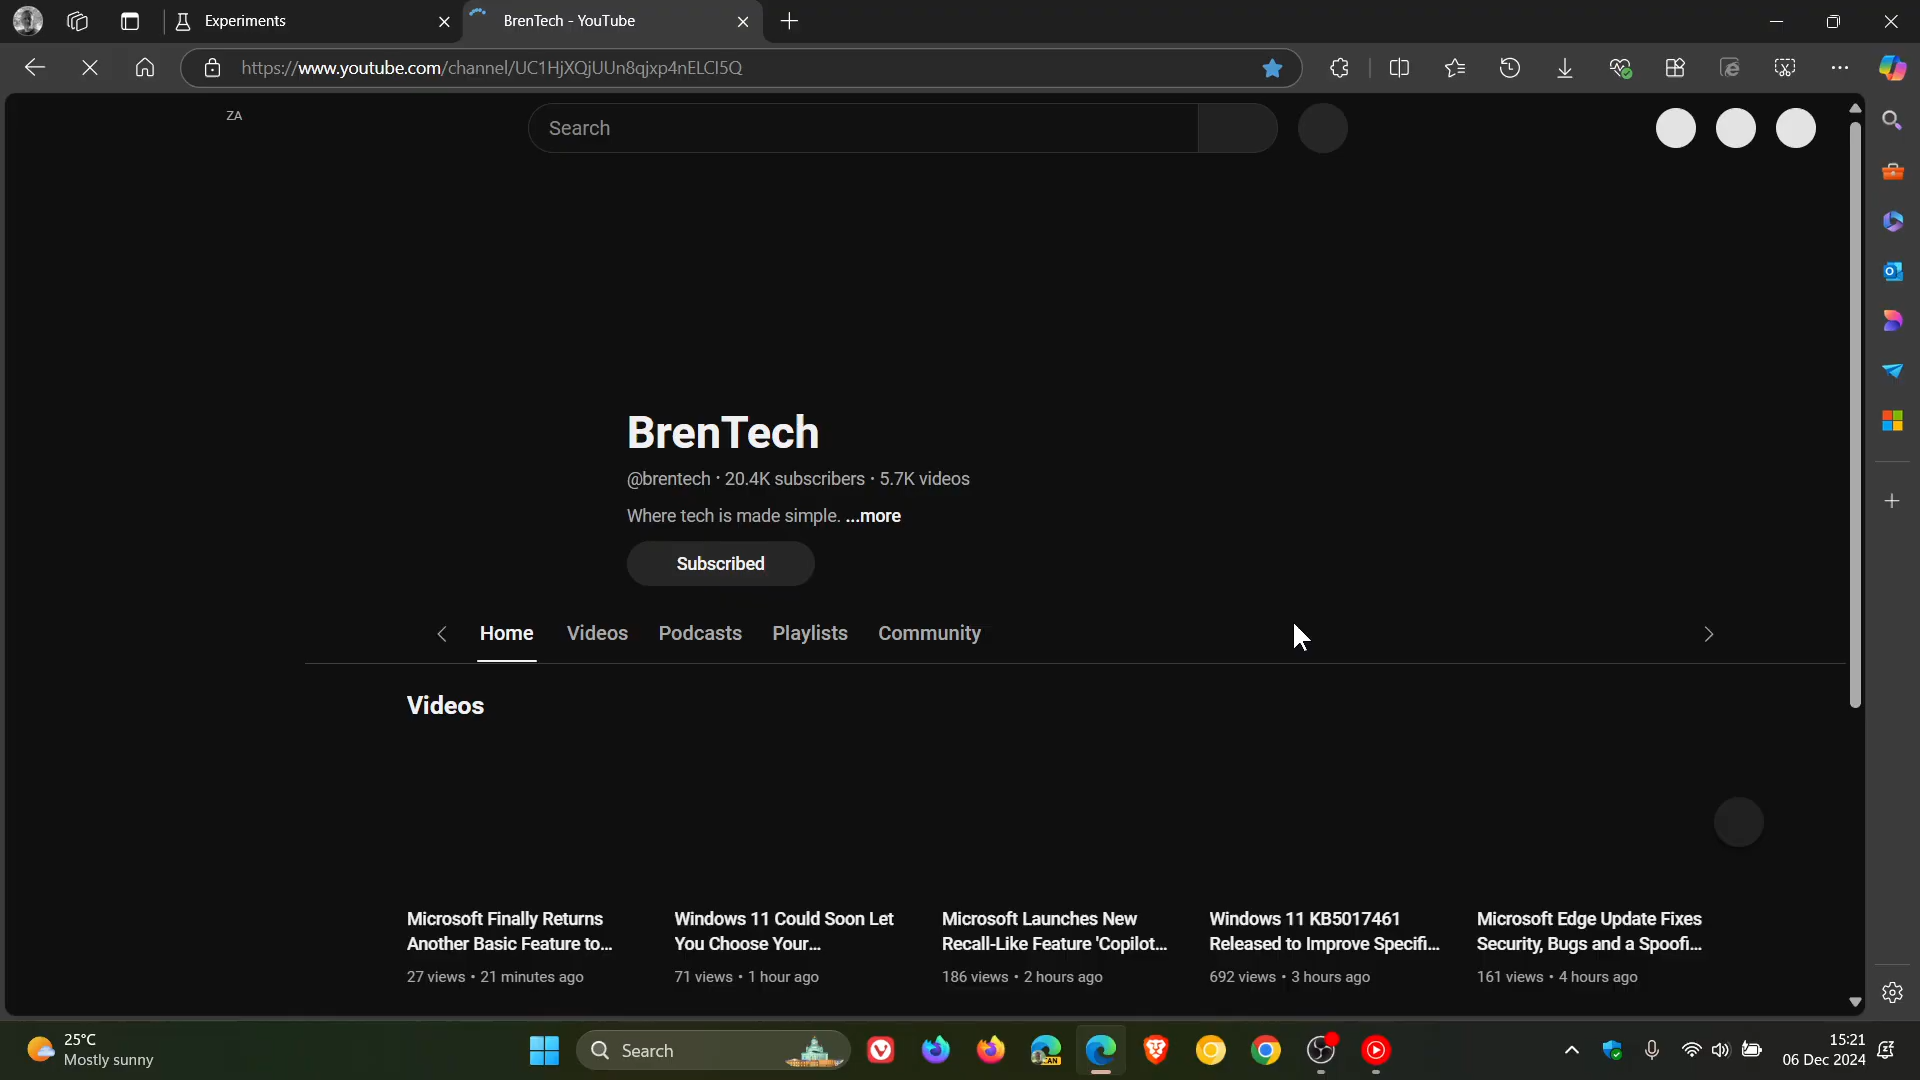 Experiments
BrenTech - YouTube
https://www.youtube.com/channel/UC1HjXQjUUn8qjxp4nELCI5Q
ZA
Search
BrenTech
@brentech · 20.4K subscribers · 5.7K videos
Where tech is made simple. ...more
Subscribed
Home Videos Podcasts Playlists Community
Videos
Microsoft Finally Returns
Another Basic Feature to...
27 views • 21 minutes ago
Windows 11 Could Soon Let
You Choose Your...
71 views • 1 hour ago
Microsoft Launches New
Recall-Like Feature 'Copilot...
186 views • 2 hours ago
Windows 11 KB5017461
Released to Improve Specifi...
692 views • 3 hours ago
Microsoft Edge Update Fixes
Security, Bugs and a Spoofi...
161 views • 4 hours ago
25°C
Mostly sunny
Search
CAN
15:21
06 Dec 2024